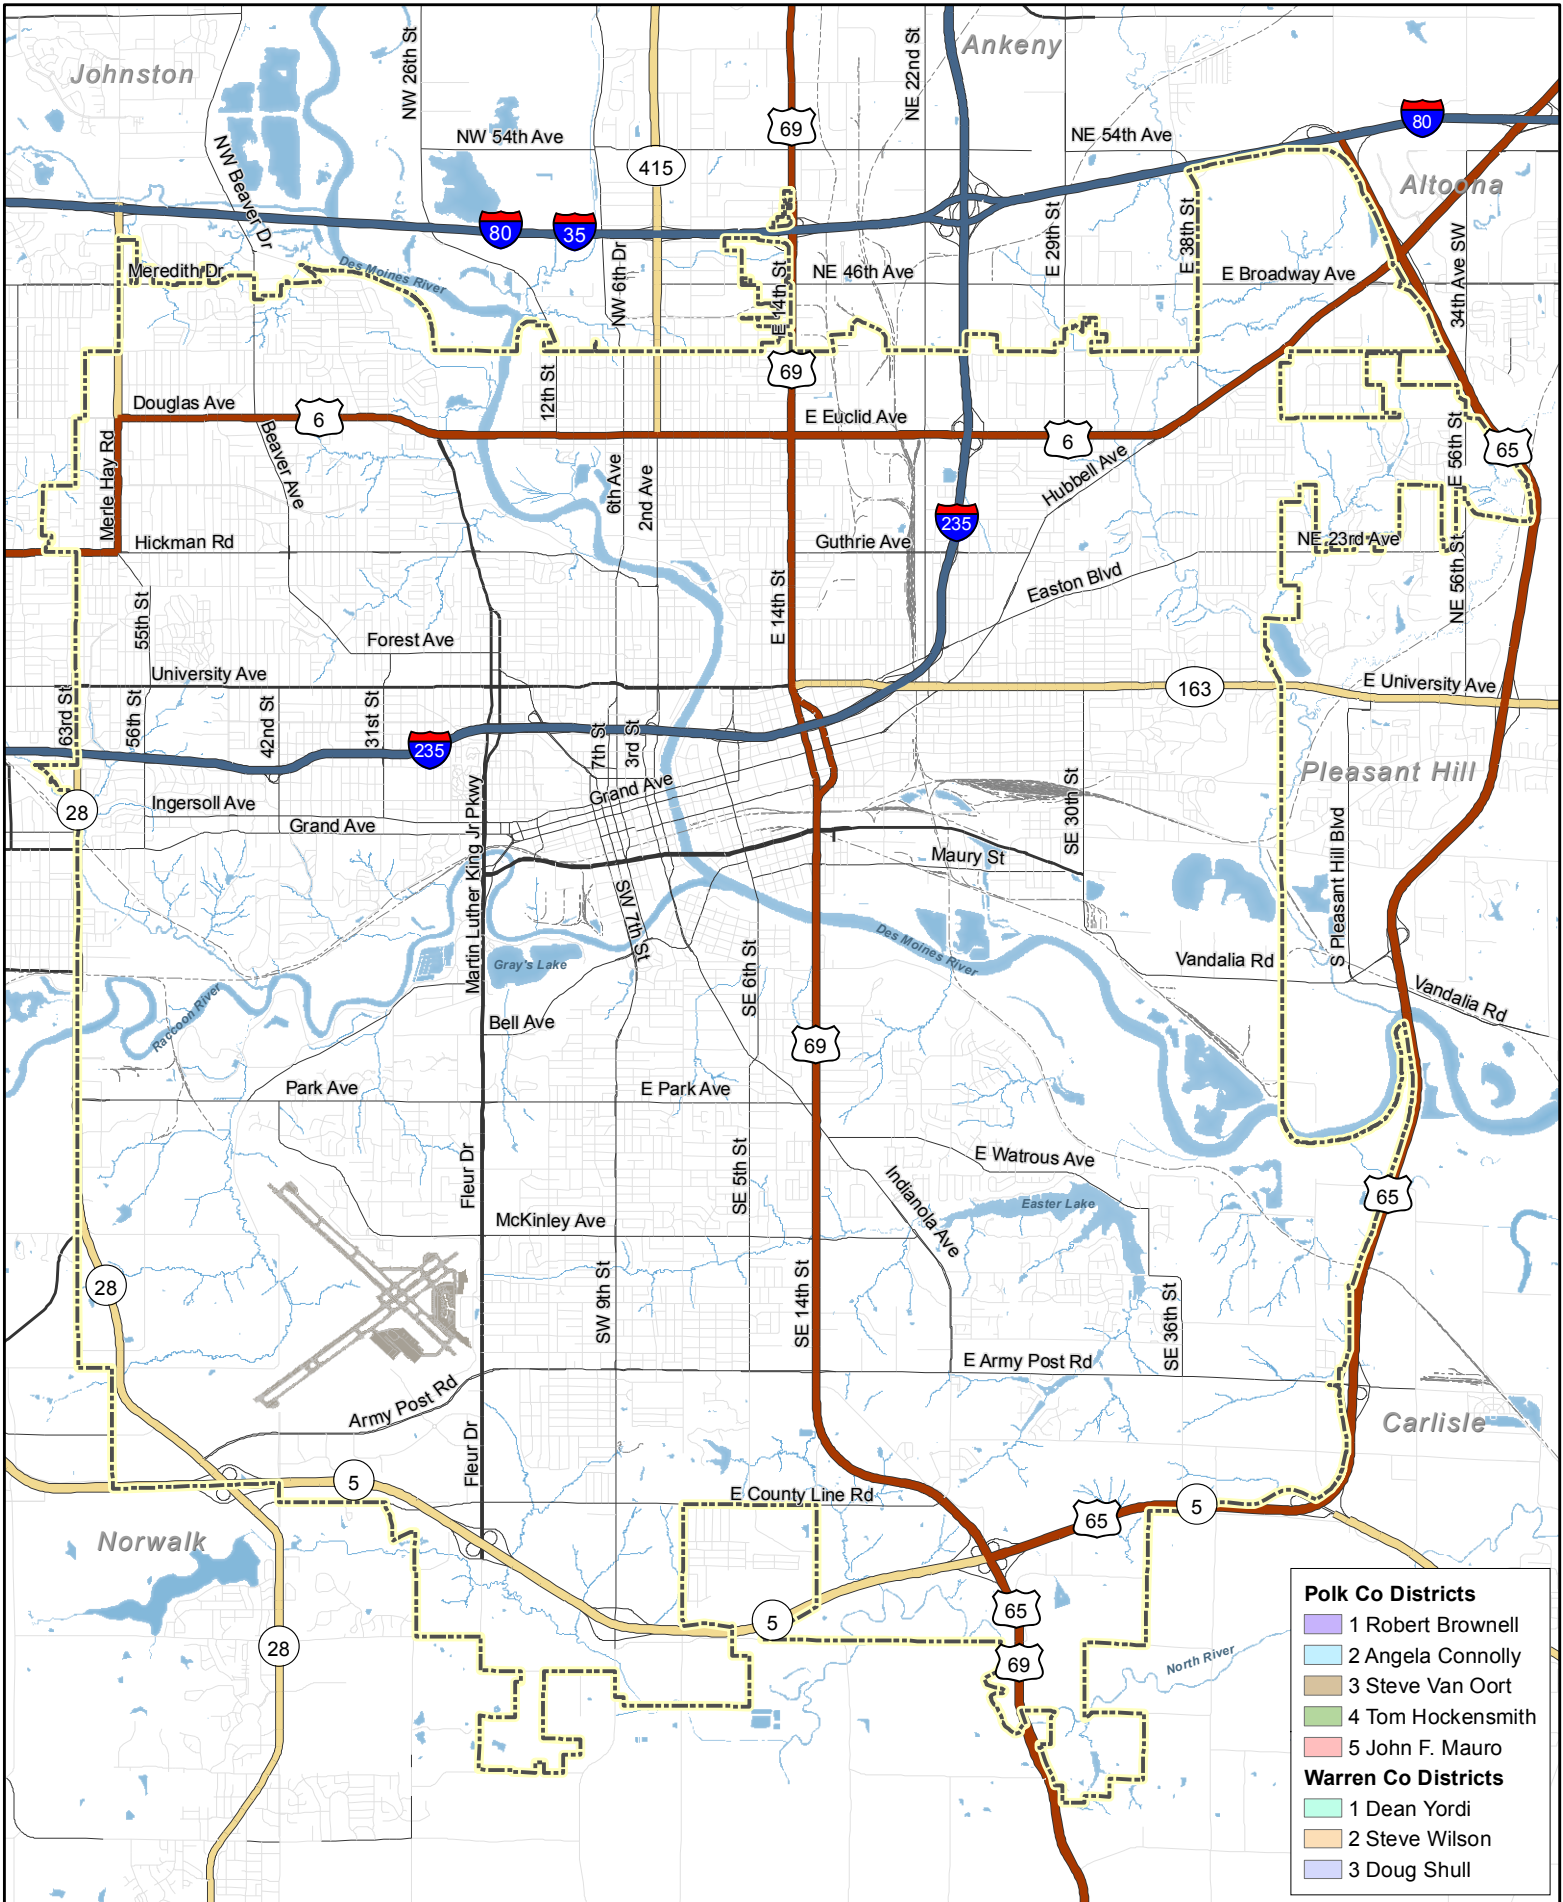 Johnston
Ankeny
NW 26th St
NE 22nd St
69
80
NW 54th Ave
NE 54th Ave
415
NW Beaver Dr
Altoona
80
35
E 29th St
E 38th St
34th Ave SW
Meredith Dr
Des Moines River
NW 6th Dr
E 14th St
NE 46th Ave
E Broadway Ave
69
12th St
Douglas Ave
6
E Euclid Ave
6
Merle Hay Rd
Beaver Ave
6th Ave
2nd Ave
Hubbell Ave
E 56th St
65
235
Hickman Rd
Guthrie Ave
NE 23rd Ave
55th St
E 14th St
Easton Blvd
NE 56th St
Forest Ave
University Ave
163
E University Ave
63rd St
56th St
42nd St
31st St
235
7th St
3rd St
Pleasant Hill
28
Ingersoll Ave
Grand Ave
Grand Ave
Martin Luther King Jr Pkwy
SE 30th St
S Pleasant Hill Blvd
Maury St
SW 7th St
Gray's Lake
SE 6th St
Des Moines River
Vandalia Rd
Vandalia Rd
Raccoon River
Bell Ave
69
Park Ave
E Park Ave
Fleur Dr
SE 5th St
E Watrous Ave
Indianola Ave
Easter Lake
65
McKinley Ave
28
SW 9th St
SE 14th St
SE 36th St
E Army Post Rd
Army Post Rd
Carlisle
Fleur Dr
5
E County Line Rd
65
5
Norwalk
5
65
28
69
North River
Polk Co Districts
1 Robert Brownell
2 Angela Connolly
3 Steve Van Oort
4 Tom Hockensmith
5 John F. Mauro
Warren Co Districts
1 Dean Yordi
2 Steve Wilson
3 Doug Shull